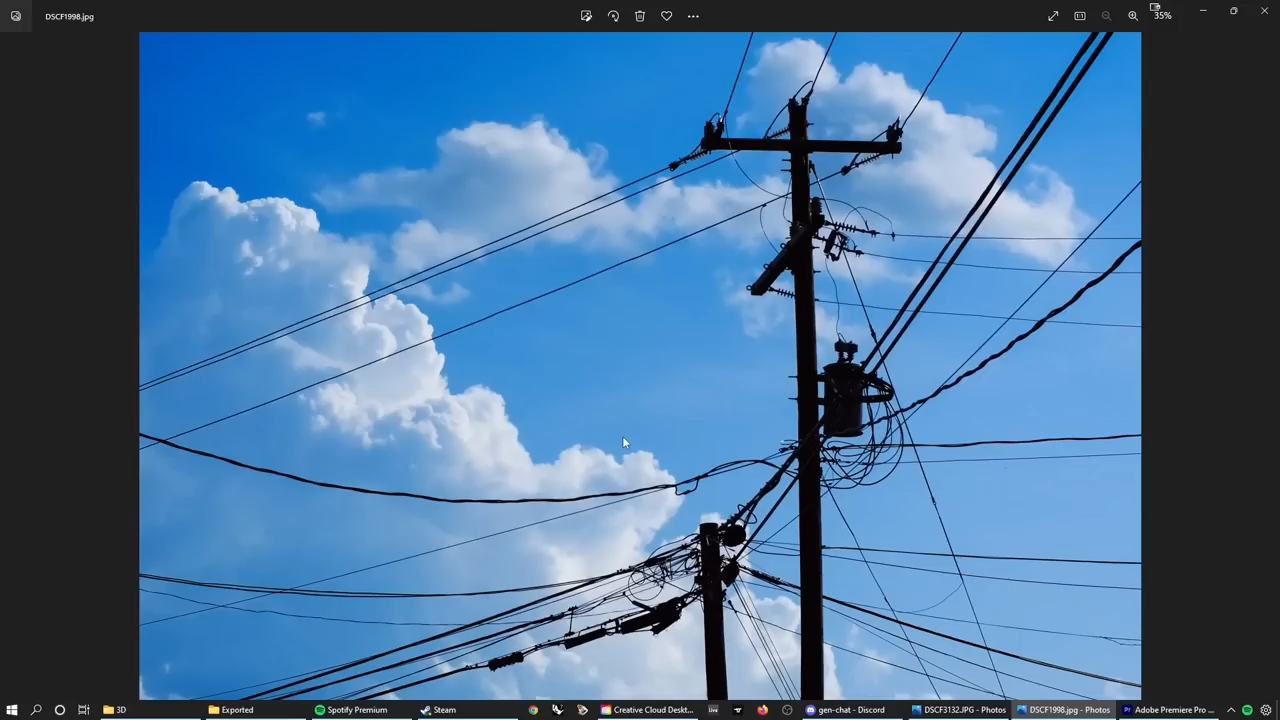 DSCF1998.jpg
35%
3D
Exported
Spotify Premium
Steam
Creative Cloud Deskt...
gen-chat - Discord
DSCF3132.JPG - Photos
DSCF1998.jpg - Photos
Adobe Premiere Pro ...